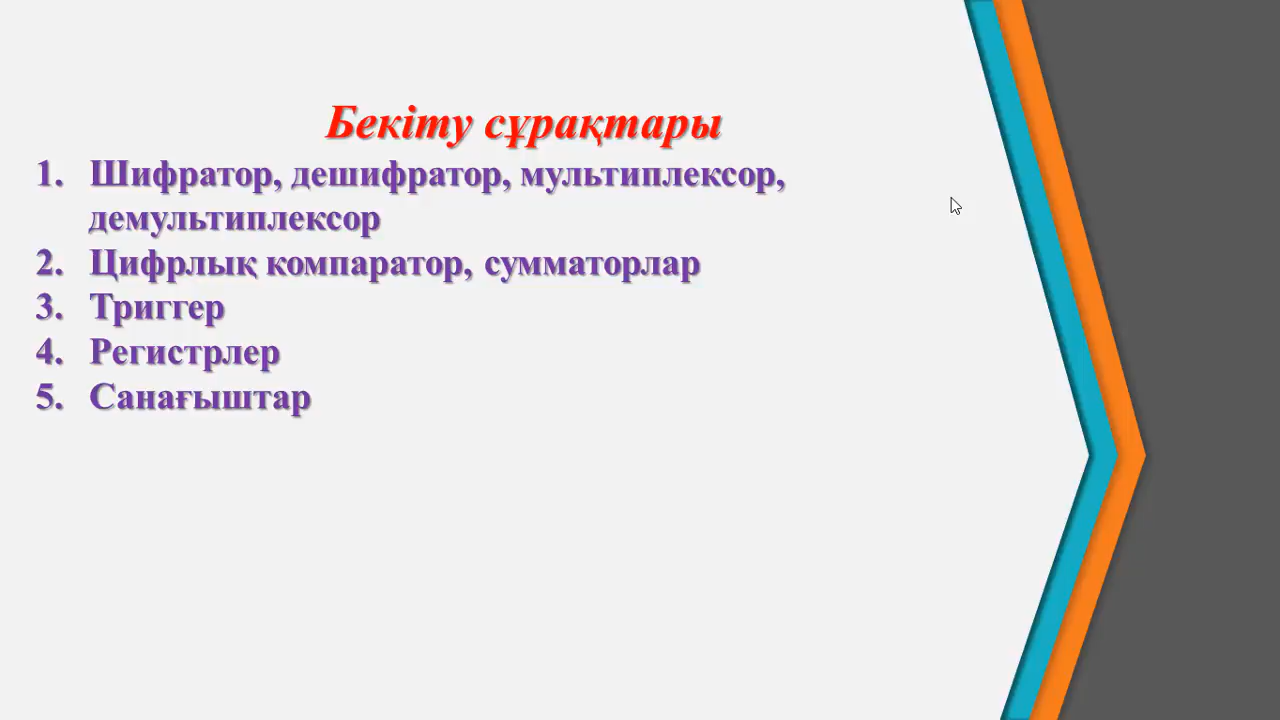 Бекіту сұрақтары
1. Шифратор, дешифратор, мультиплексор,
демультиплексор
2. Цифрлық компаратор, сумматорлар
3. Триггер
4. Регистрлер
5. Санағыштар